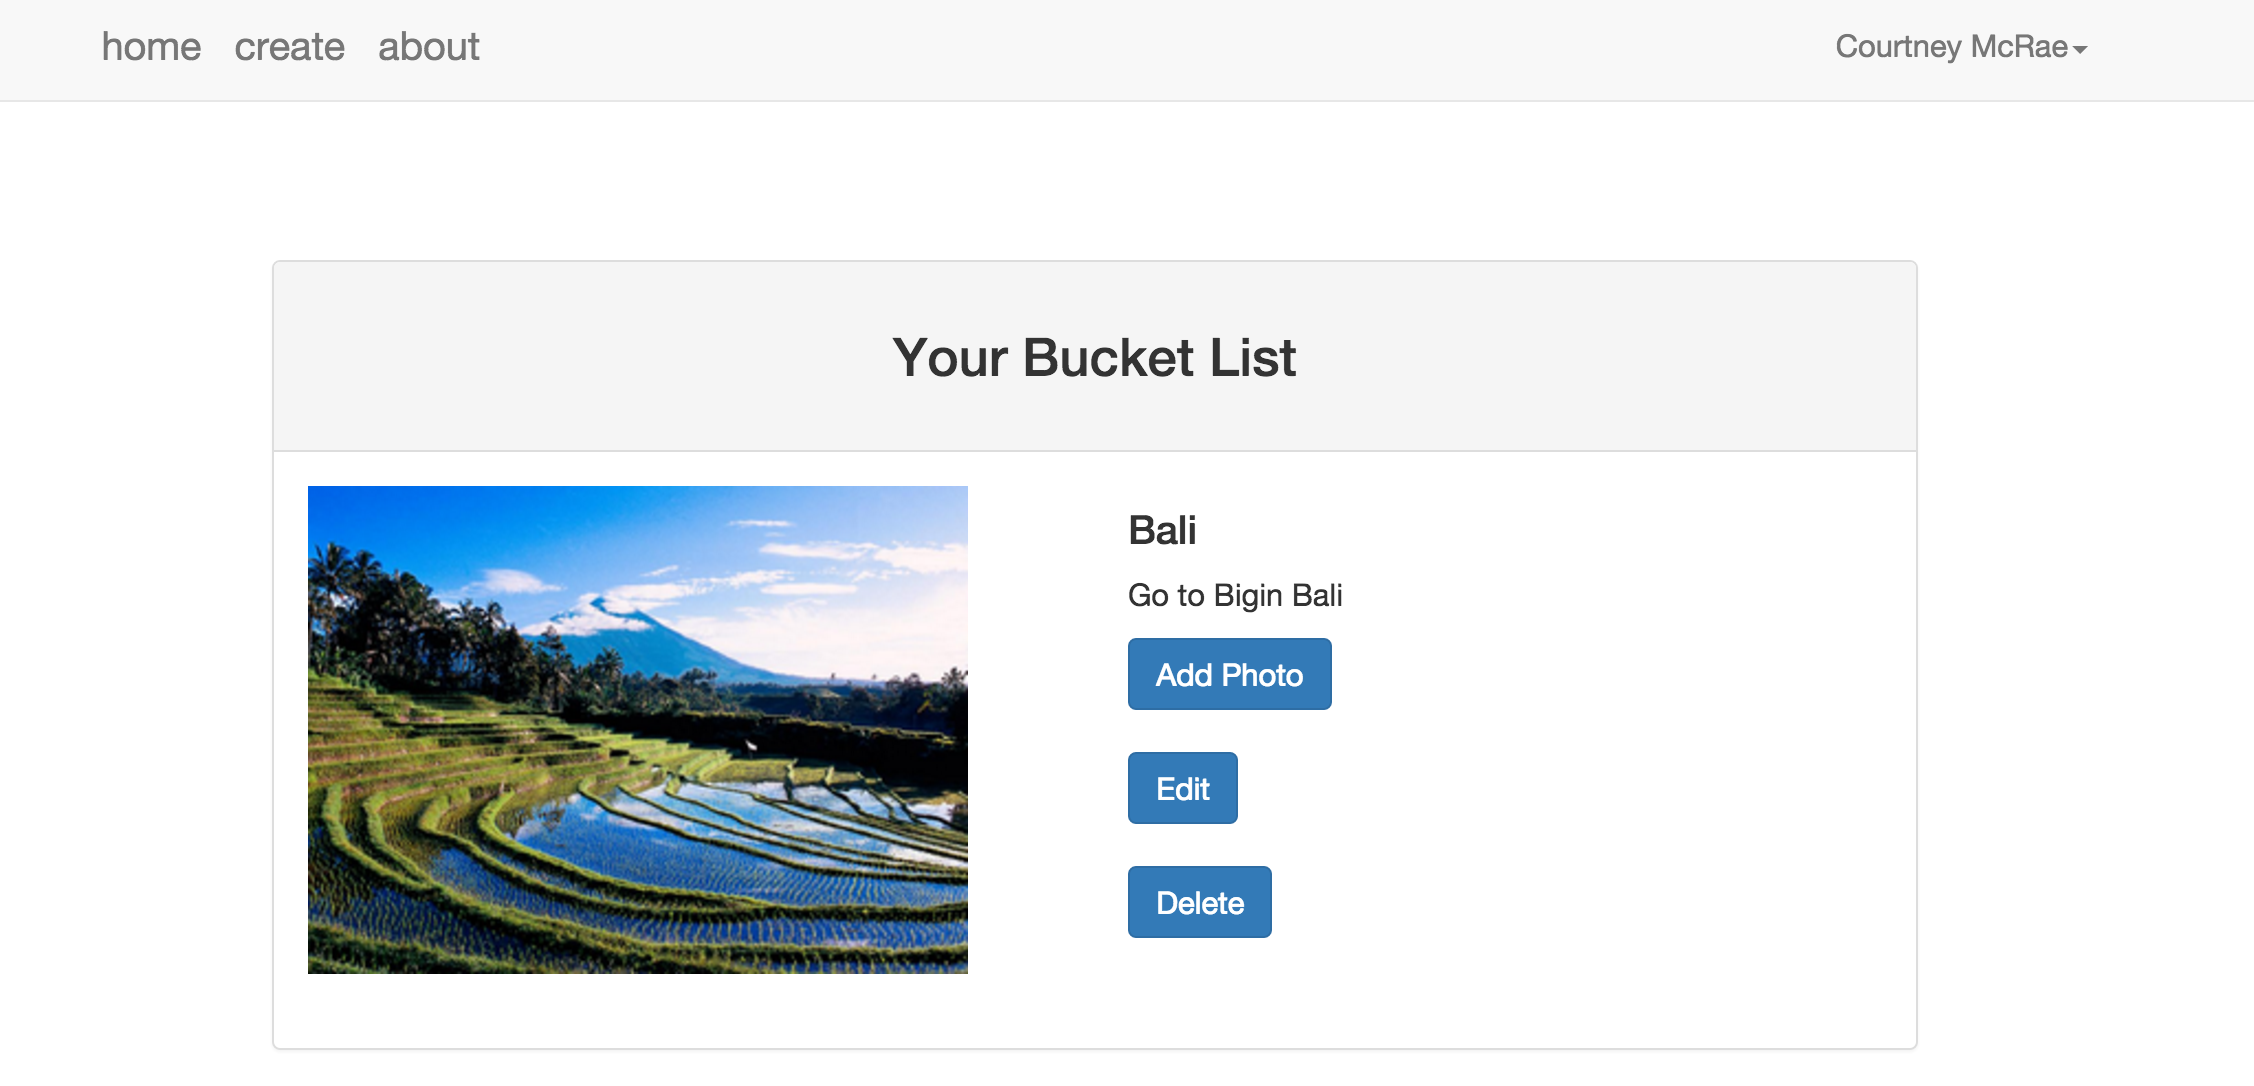 home create about Courtney McRae
Your Bucket List
Bali
Go to Bigin Bali
Add Photo
Edit
Delete